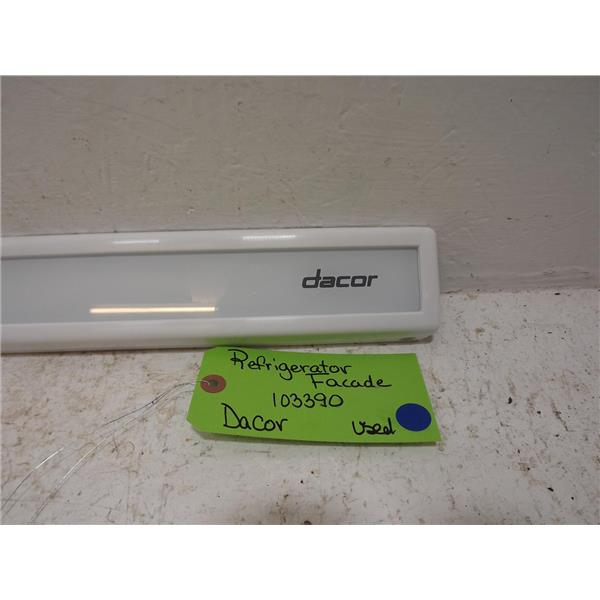 dacor
Refrigerator
Facade
103390
Dacor
Used